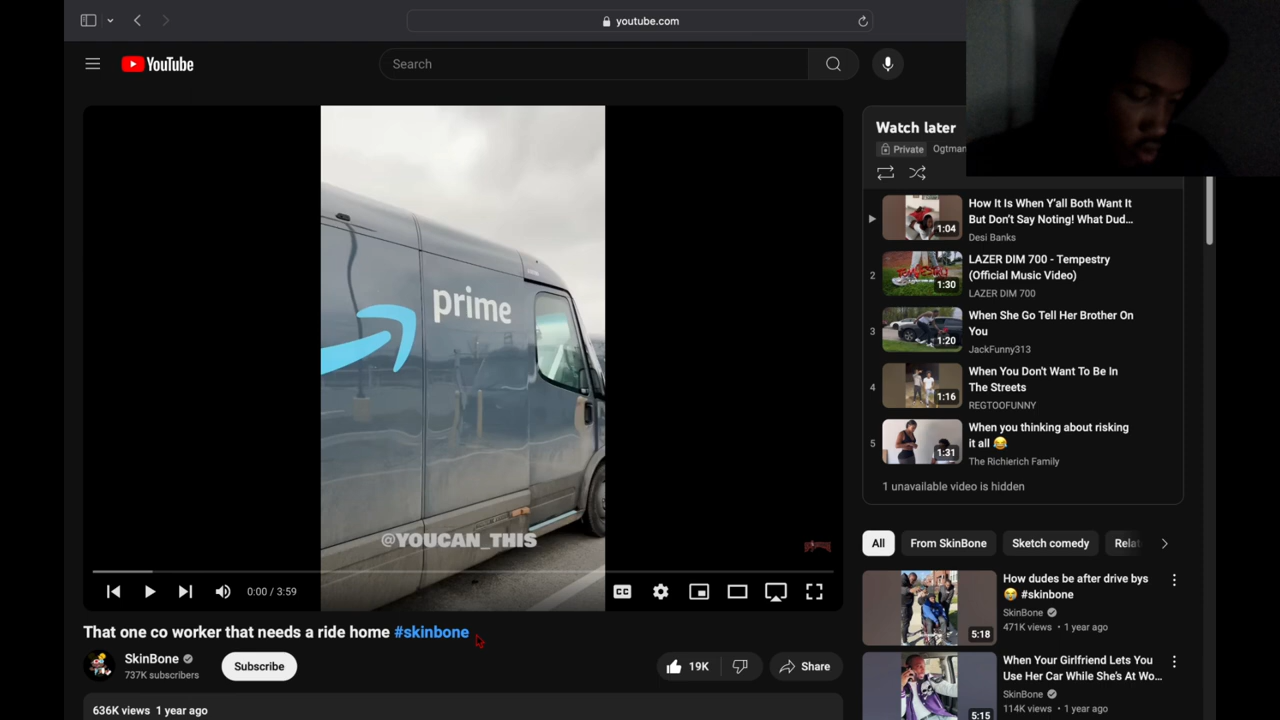 youtube.com
YouTube
Search
prime
@YOUCAN_THIS
0:00 / 3:59
CC
That one co worker that needs a ride home #skinbone
SkinBone
737K subscribers
Subscribe
19K
Share
636K views 1 year ago
Watch later
Private
Ogtman
1:04
How It Is When Y'all Both Want It
But Don't Say Noting! What Dud...
Desi Banks
2
1:30
LAZER DIM 700 - Tempestry
(Official Music Video)
LAZER DIM 700
3
1:20
When She Go Tell Her Brother On
You
JackFunny313
4
1:16
When You Don't Want To Be In
The Streets
REGTOOFUNNY
5
1:31
When you thinking about risking
it all 😂
The Richierich Family
1 unavailable video is hidden
All
From SkinBone
Sketch comedy
Relat
5:18
How dudes be after drive bys
😂 #skinbone
SkinBone
471K views • 1 year ago
5:15
When Your Girlfriend Lets You
Use Her Car While She's At Wo...
SkinBone
114K views • 1 year ago